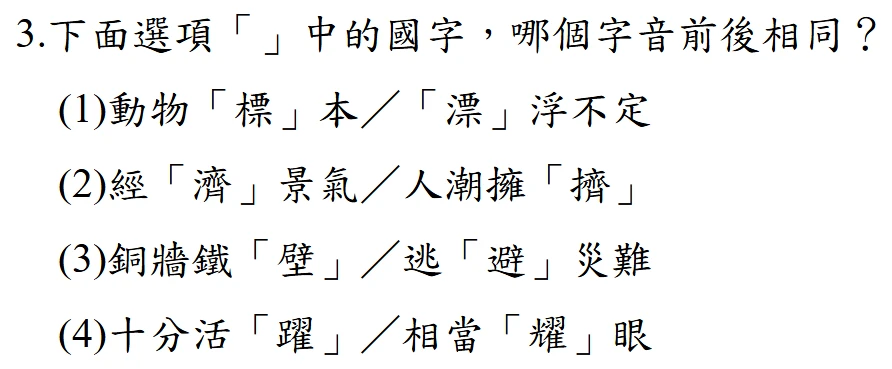 3.下面選項「」中的國字，哪個字音前後相同？
(1)動物「標」本／「漂」浮不定
(2)經「濟」景氣／人潮擁「擠」
(3)銅牆鐵「壁」／逃「避」災難
(4)十分活「躍」／相當「耀」眼